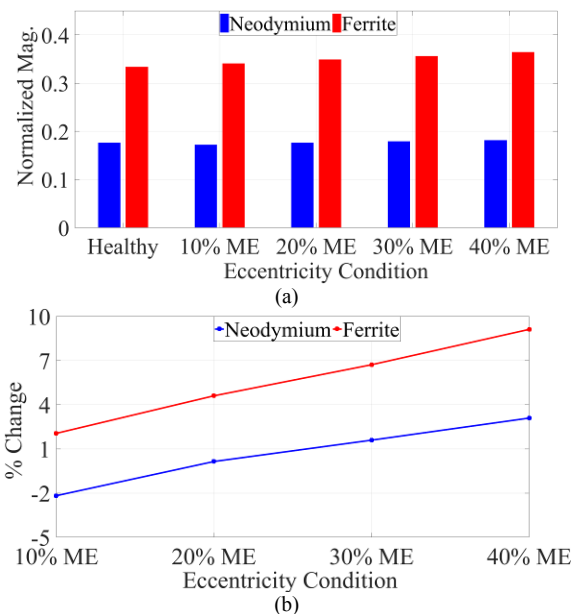 Neodymium Ferrite
Normalized Mag.
0.4
0.3
0.2
0.1
0
Healthy 10% ME 20% ME 30% ME 40% ME
Eccentricity Condition
(a)
Neodymium Ferrite
% Change
10
7
4
1
-2
-5
10% ME 20% ME 30% ME 40% ME
Eccentricity Condition
(b)